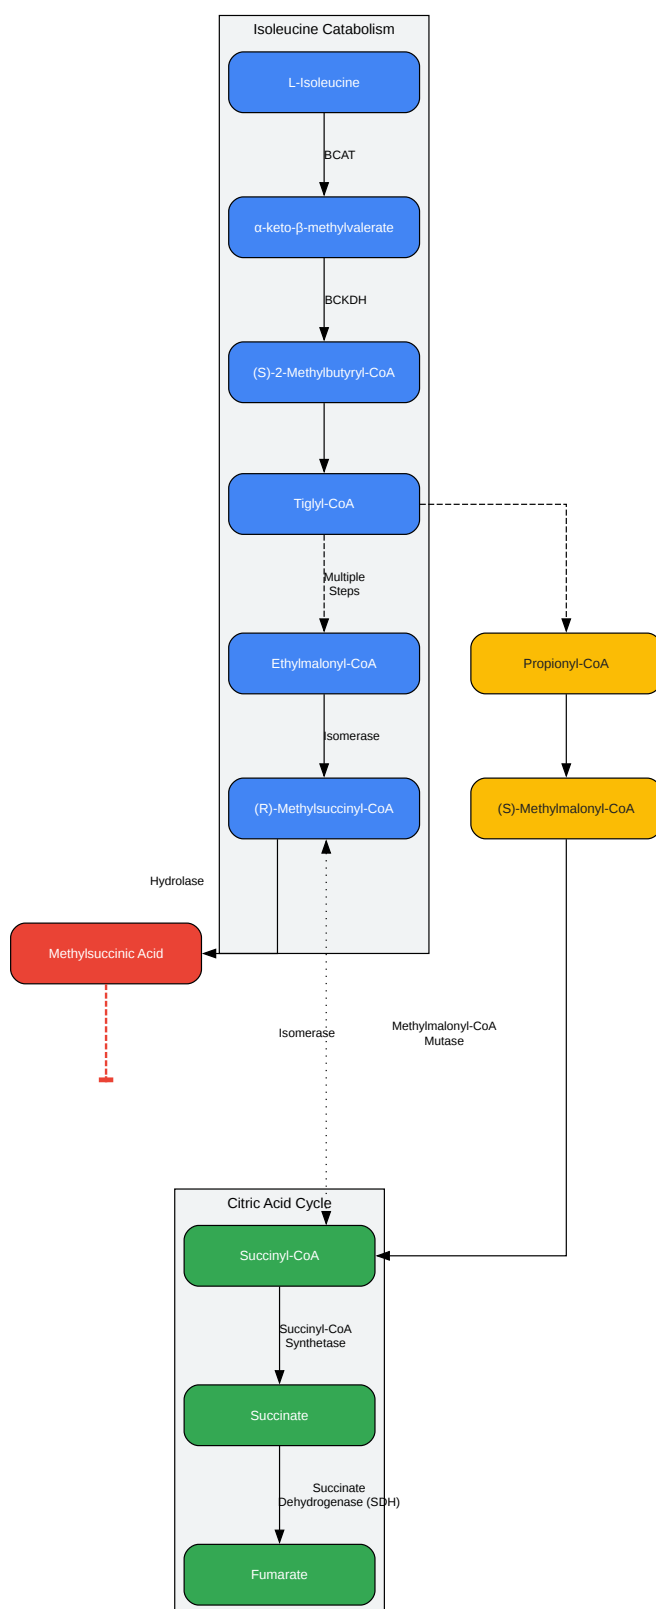 Isoleucine Catabolism
L-Isoleucine
BCAT
α-keto-β-methylvalerate
BCKDH
(S)-2-Methylbutyryl-CoA
Tiglyl-CoA
Multiple
Steps
Ethylmalonyl-CoA
Propionyl-CoA
Isomerase
(R)-Methylsuccinyl-CoA
(S)-Methylmalonyl-CoA
Hydrolase
Methylsuccinic Acid
Isomerase
Methylmalonyl-CoA
Mutase
Citric Acid Cycle
Succinyl-CoA
Succinyl-CoA
Synthetase
Succinate
Succinate
Dehydrogenase (SDH)
Fumarate